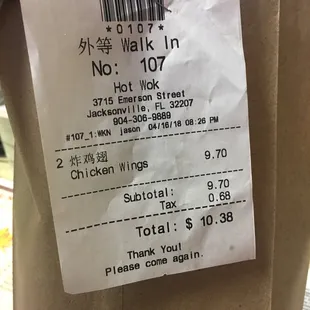 *0107*
外等 Walk In
No: 107
Hot Wok
3715 Emerson Street
Jacksonville, FL 32207
904-306-9889
#107_1:WKN jason 04/16/18 08:26 PM
2 炸鸡翅 9.70
Chicken Wings
Subtotal: 9.70
Tax 0.68
Total: $ 10.38
Thank You!
Please come again.